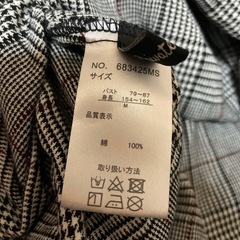 NO. 683425MS
サイズ
バスト 79~87
身長 154~162
M
品質表示
綿 100%
取り扱い方法